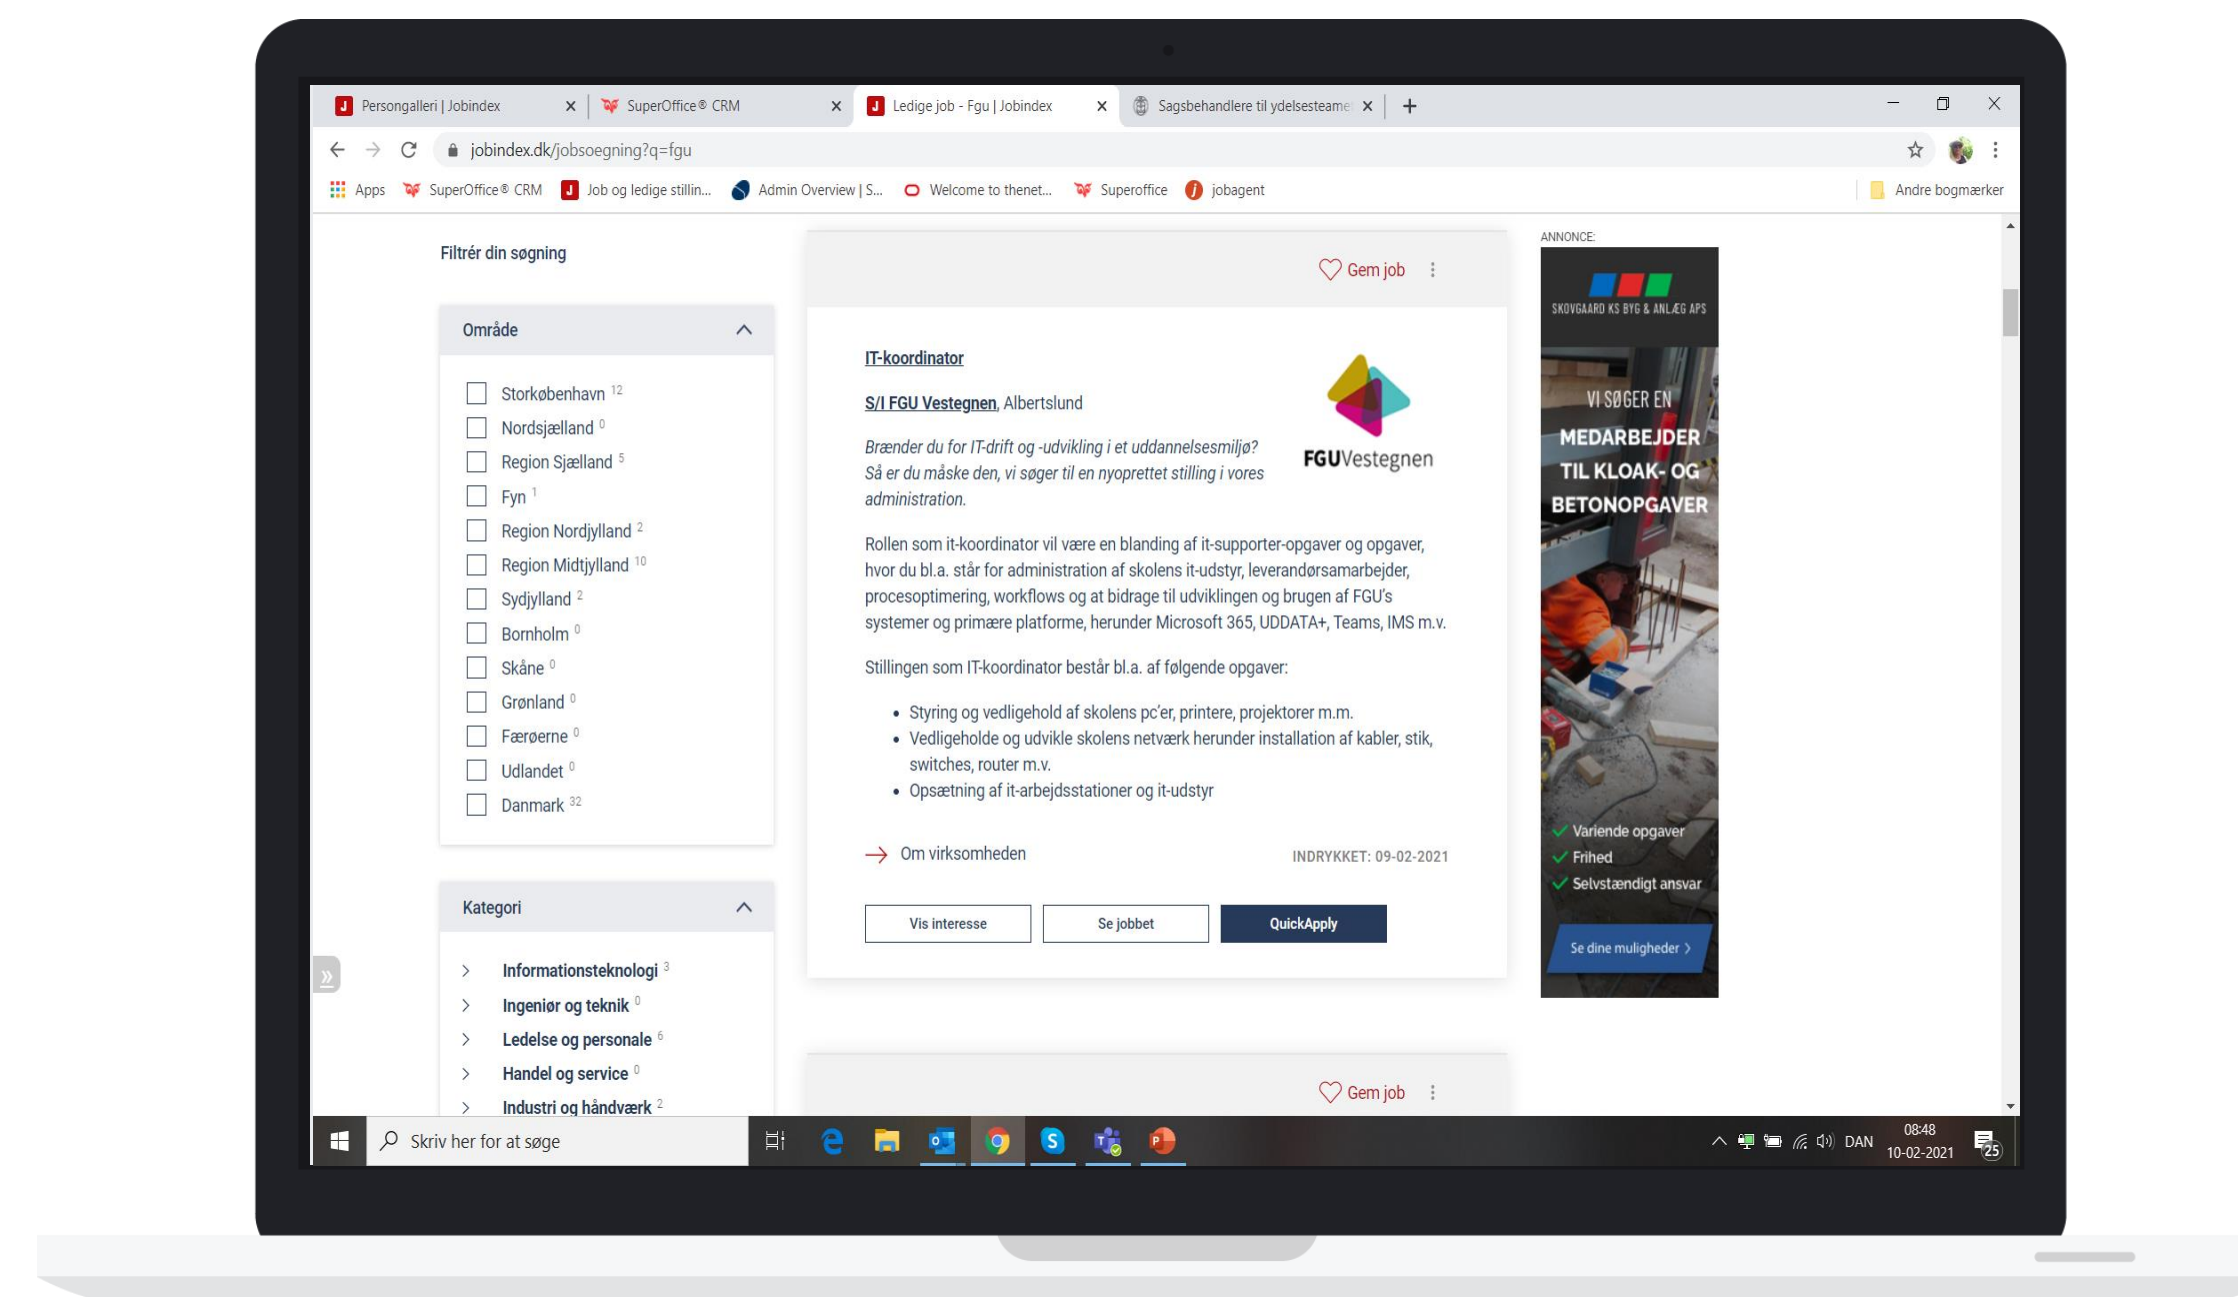 Persongalleri | Jobindex
SuperOffice® CRM
Ledige job - Fgu | Jobindex
Sagsbehandlere til ydelsesteame
jobindex.dk/jobsoegning?q=fgu
Apps
SuperOffice® CRM
Job og ledige stillin...
Admin Overview | S...
Welcome to thenet...
Superoffice
jobagent
Andre bogmærker
Filtrér din søgning
Område
Storkøbenhavn 12
Nordsjælland 0
Region Sjælland 5
Fyn 1
Region Nordjylland 2
Region Midtjylland 10
Sydjylland 2
Bornholm 0
Skåne 0
Grønland 0
Færøerne 0
Udlandet 0
Danmark 32
Kategori
Informationsteknologi 3
Ingeniør og teknik 0
Ledelse og personale 6
Handel og service 0
Industri og håndværk 2
Gem job
IT-koordinator
S/I FGU Vestegnen, Albertslund
FGUVestegnen
Brænder du for IT-drift og -udvikling i et uddannelsesmiljø?
Så er du måske den, vi søger til en nyoprettet stilling i vores
administration.
Rollen som it-koordinator vil være en blanding af it-supporter-opgaver og opgaver,
hvor du bl.a. står for administration af skolens it-udstyr, leverandørsamarbejder,
procesoptimering, workflows og at bidrage til udviklingen og brugen af FGU's
systemer og primære platforme, herunder Microsoft 365, UDDATA+, Teams, IMS m.v.
Stillingen som IT-koordinator består bl.a. af følgende opgaver:
• Styring og vedligehold af skolens pc'er, printere, projektorer m.m.
• Vedligeholde og udvikle skolens netværk herunder installation af kabler, stik,
switches, router m.v.
• Opsætning af it-arbejdsstationer og it-udstyr
Om virksomheden
INDRYKKET: 09-02-2021
Vis interesse
Se jobbet
QuickApply
Gem job
ANNONCE:
SKOVGAARD KS BYG & ANLÆG APS
VI SØGER EN
MEDARBEJDER
TIL KLOAK- OG
BETONOPGAVER
Variende opgaver
Frihed
Selvstændigt ansvar
Se dine muligheder
Skriv her for at søge
DAN
08:48
10-02-2021
25